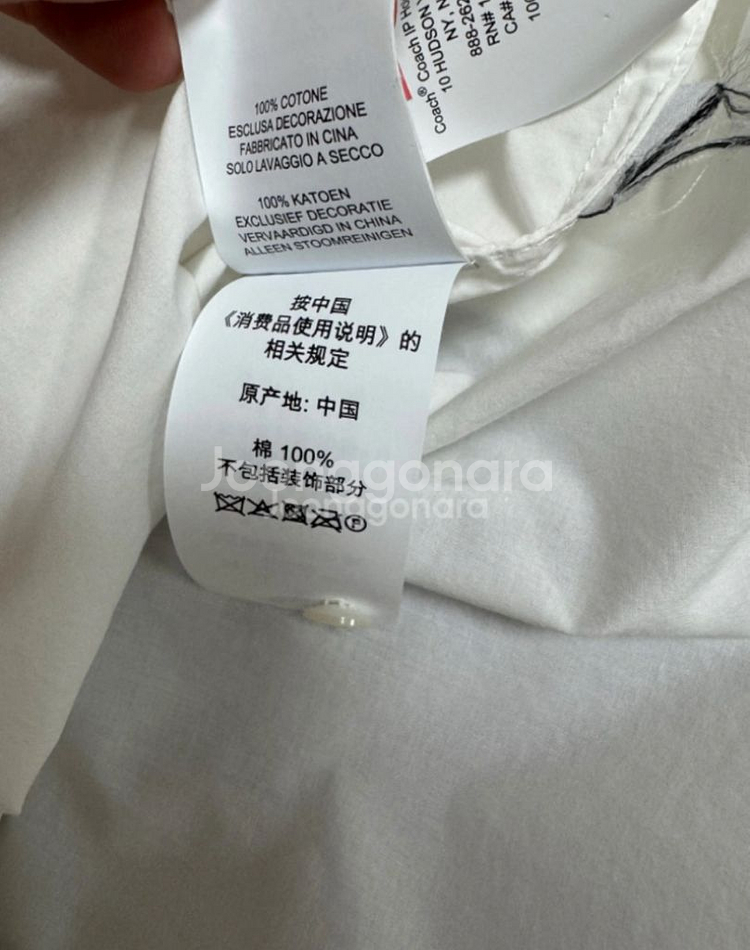 100% COTONE
ESCLUSA DECORAZIONE
FABBRICATO IN CINA
SOLO LAVAGGIO A SECCO
100% KATOEN
EXCLUSIEF DECORATIE
VERVAARDIGD IN CHINA
ALLEEN STOOMREINIGEN
Coach® Coach IP
10 HUDSON
NY,
888-262
RN#
CA#
按中国
《消费品使用说明》的
相关规定
原产地: 中国
棉 100%
不包括装饰部分
P
Joonggonara
Joonggonara